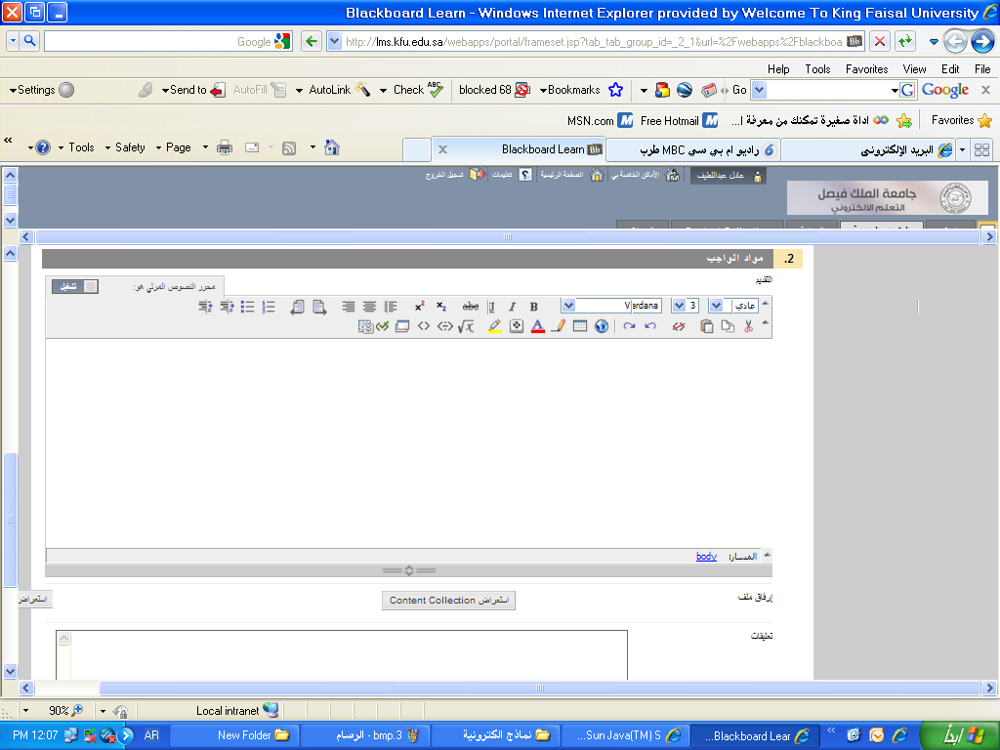 Blackboard Learn - Windows Internet Explorer provided by Welcome To King Faisal University
Google
http://lms.kfu.edu.sa/webapps/portal/frameset.jsp?tab_tab_group_id=_2_1&url=%2Fwebapps%2Fblackboa
Help Tools Favorites View Edit File
Settings Send to AutoFill AutoLink Check blocked 68 Bookmarks Go Google
MSN.com Free Hotmail اداة صغيرة تمكنك من معرفة ا... Favorites
Tools Safety Page Blackboard Learn راديو ام بي سي MBC طرب البريد الإلكتروني
عادل عبداللطيف الأماكن الخاصة بي الصفحة الرئيسية تعليمات تسجيل الخروج
جامعة الملك فيصل
التعلم الالكتروني
2. مواد الواجب
التقديم
محرر النصوص المرئي هو: تشغيل
عادي 3 Verdana
المسار: body
إرفاق ملف
استعراض Content Collection
استعراض
تعليقات
90% Local intranet
PM 12:07 AR New Folder الرسام - bmp.3 نماذج الكترونية ...Sun Java(TM) S ...Blackboard Lear ابدأ